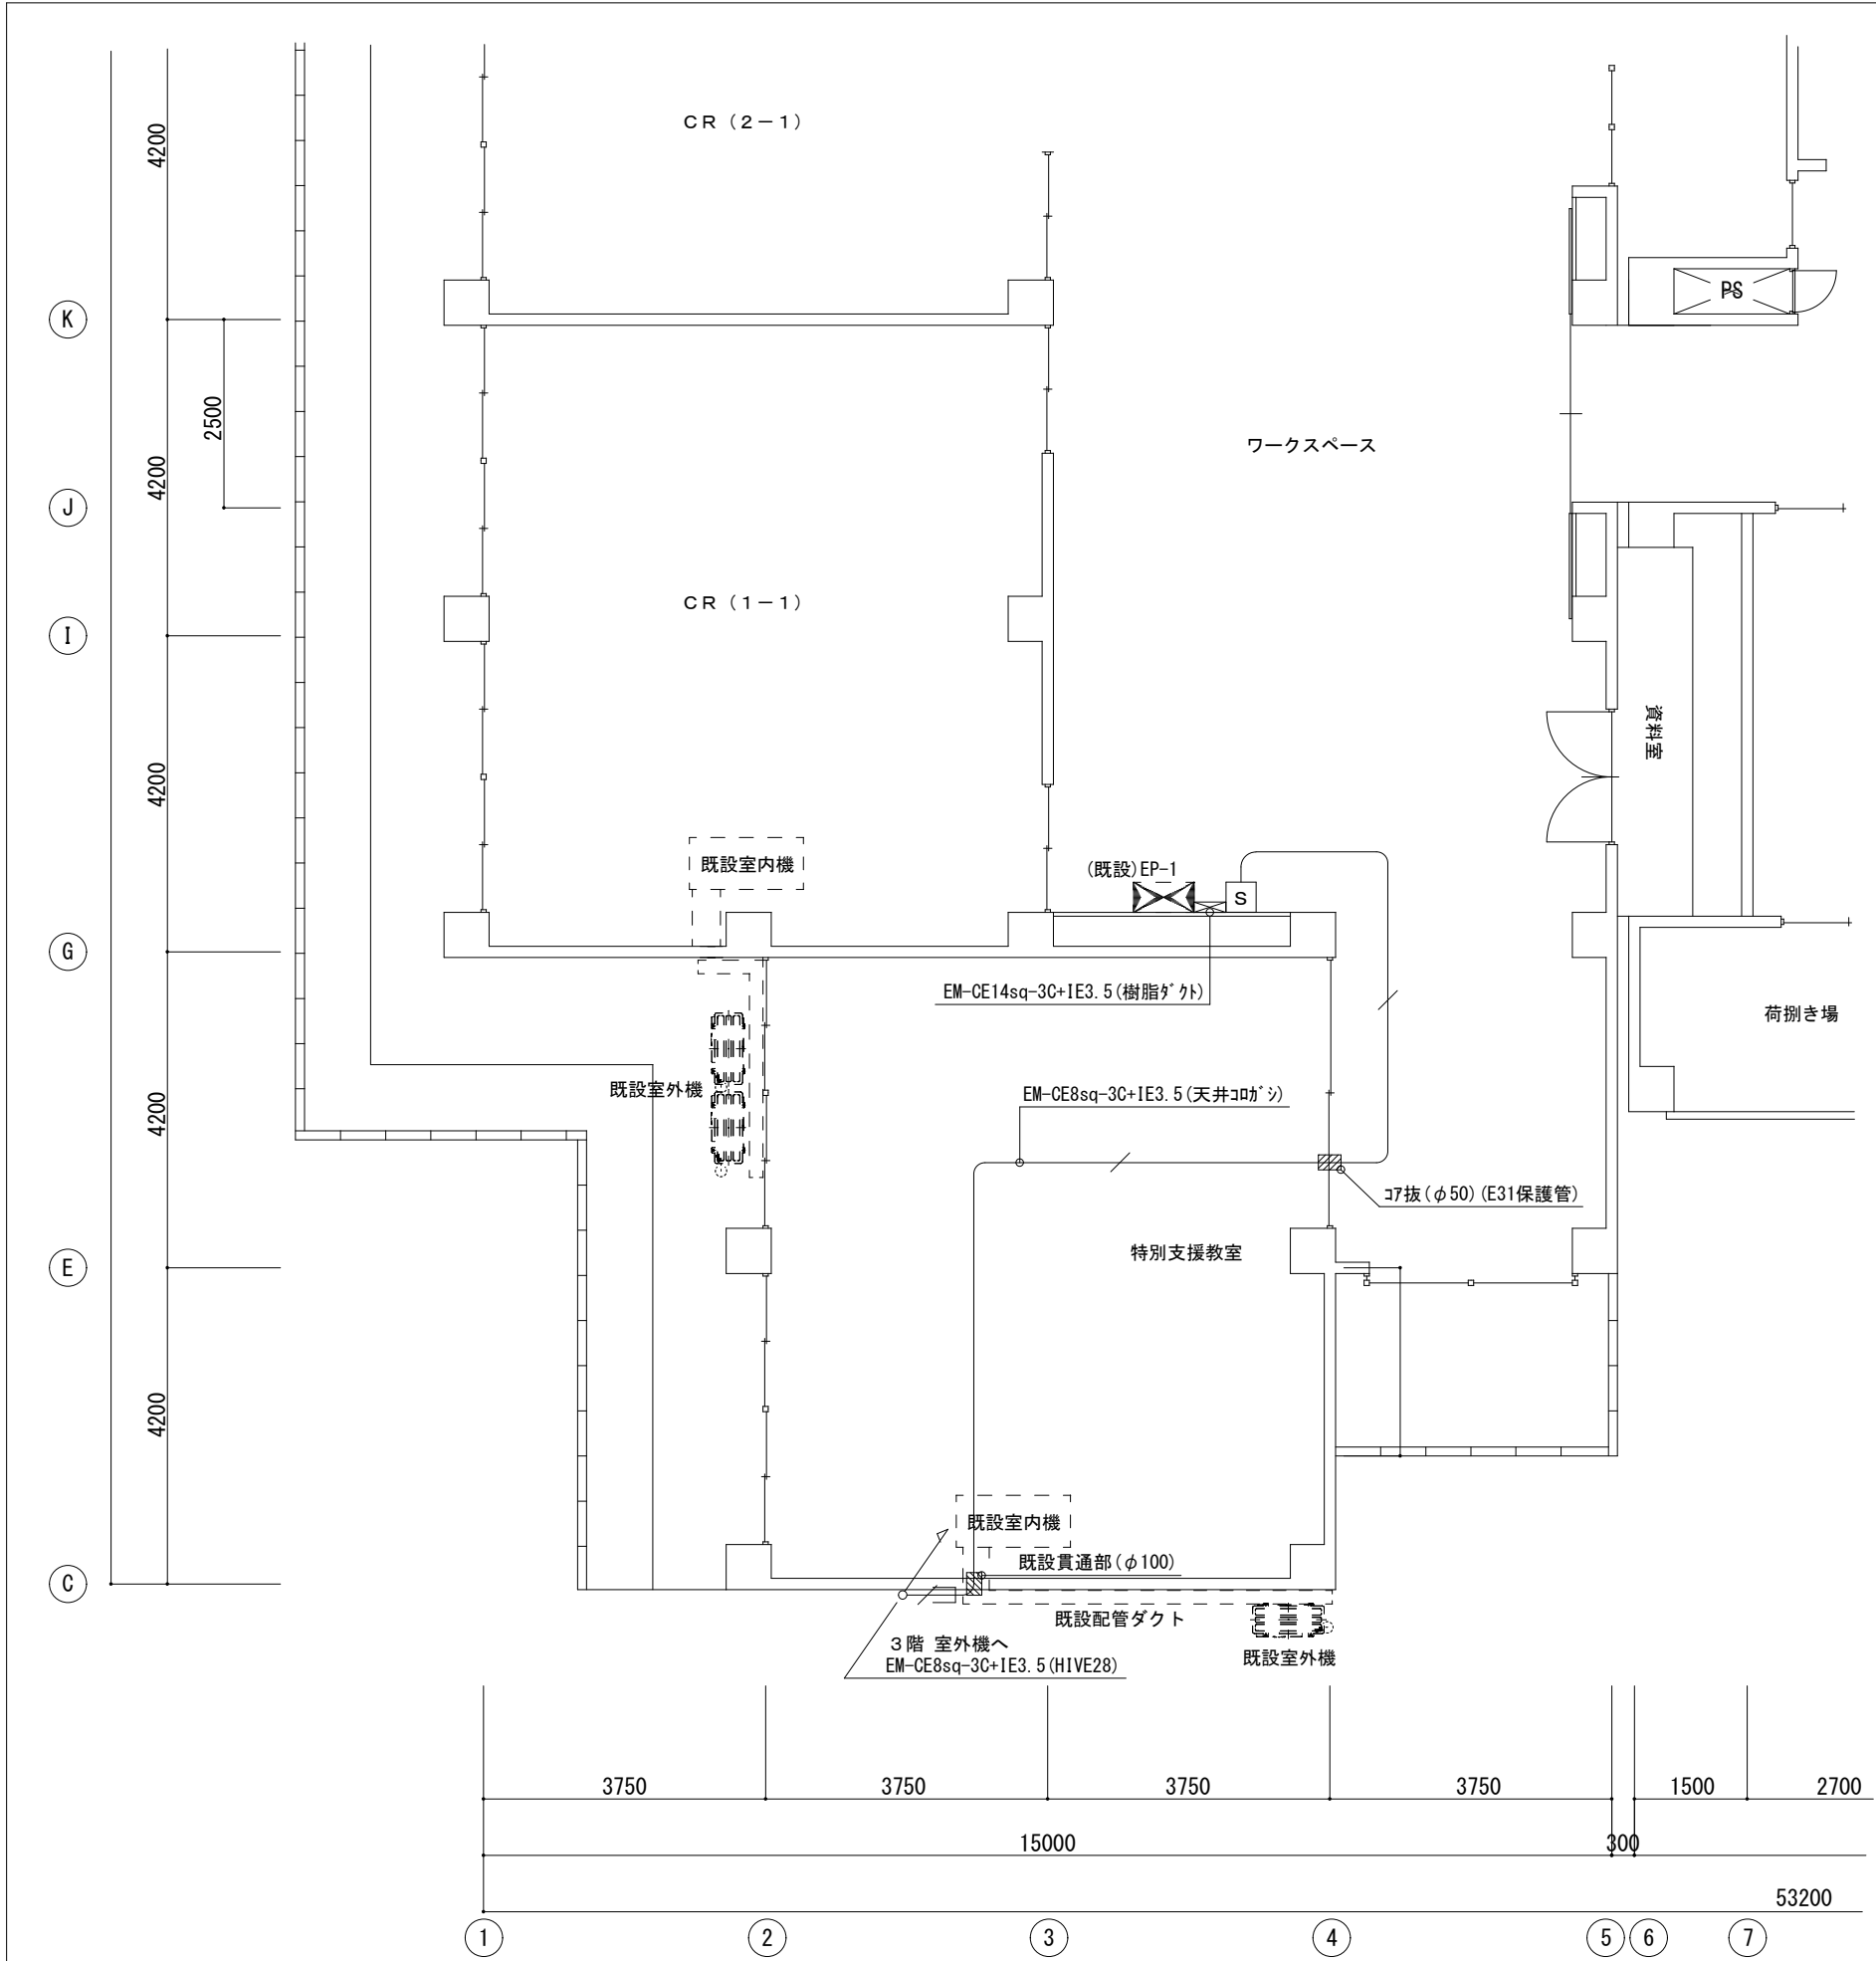 CR（2－1）
4200
K
PS
2500
ワークスペース
4200
J
CR（1－1）
I
資料室
4200
既設室内機
(既設)EP-1
S
G
EM-CE14sq-3C+IE3.5(樹脂ﾀﾞｸﾄ)
荷捌き場
既設室外機
EM-CE8sq-3C+IE3.5(天井ｺﾛｶﾞｼ)
4200
ｺｱ抜(φ50)(E31保護管)
特別支援教室
E
4200
既設室内機
既設貫通部(φ100)
C
既設配管ダクト
3階 室外機へ
EM-CE8sq-3C+IE3.5(HIVE28)
既設室外機
3750
3750
3750
3750
1500
2700
15000
300
53200
1
2
3
4
5
6
7